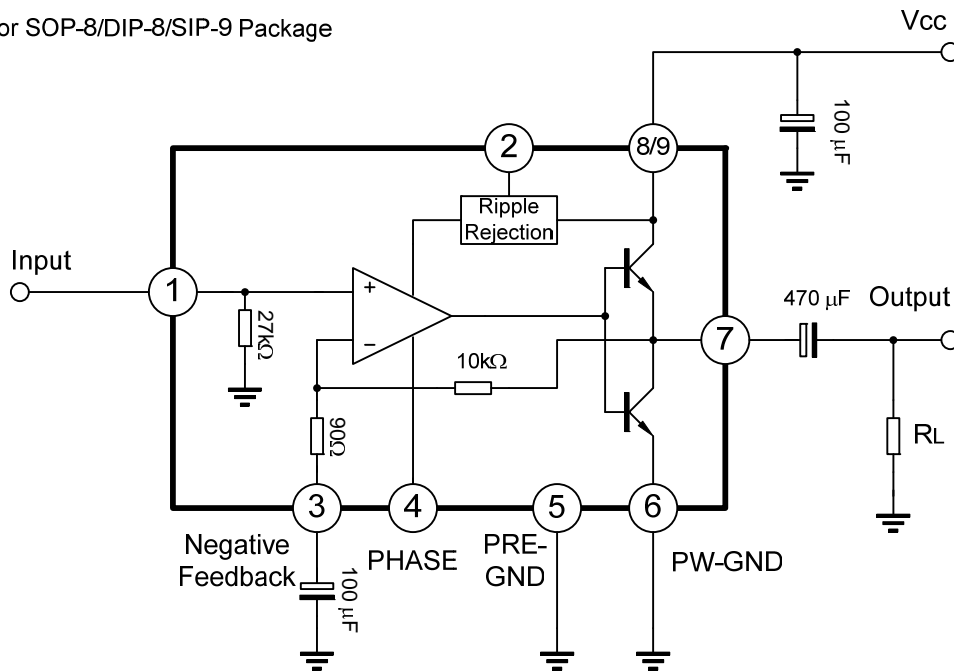 or SOP-8/DIP-8/SIP-9 Package
Vcc
100 μF
2
8/9
Ripple
Rejection
Input
1
+
27kΩ
−
10kΩ
90Ω
7
470 μF
Output
RL
3
4
5
6
Negative
Feedback
PHASE
PRE-
GND
PW-GND
100 μF